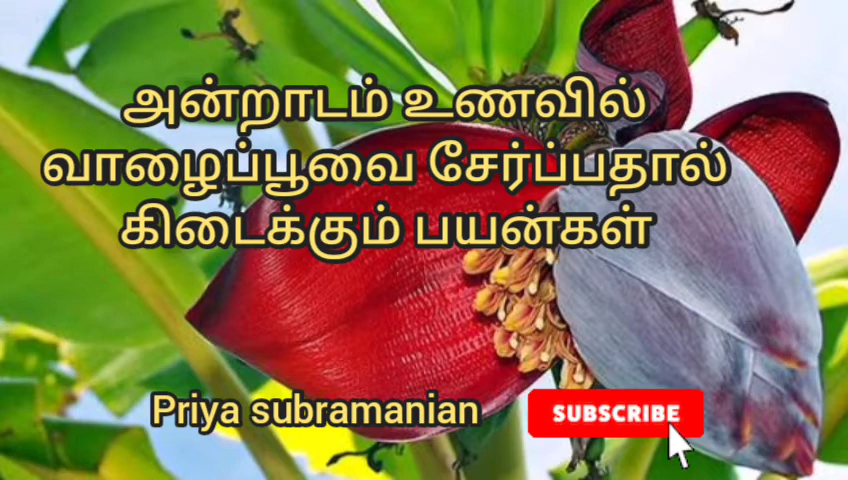 அன்றாடம் உணவில்
வாழைப்பூவை சேர்ப்பதால்
கிடைக்கும் பயன்கள்
Priya subramanian
SUBSCRIBE